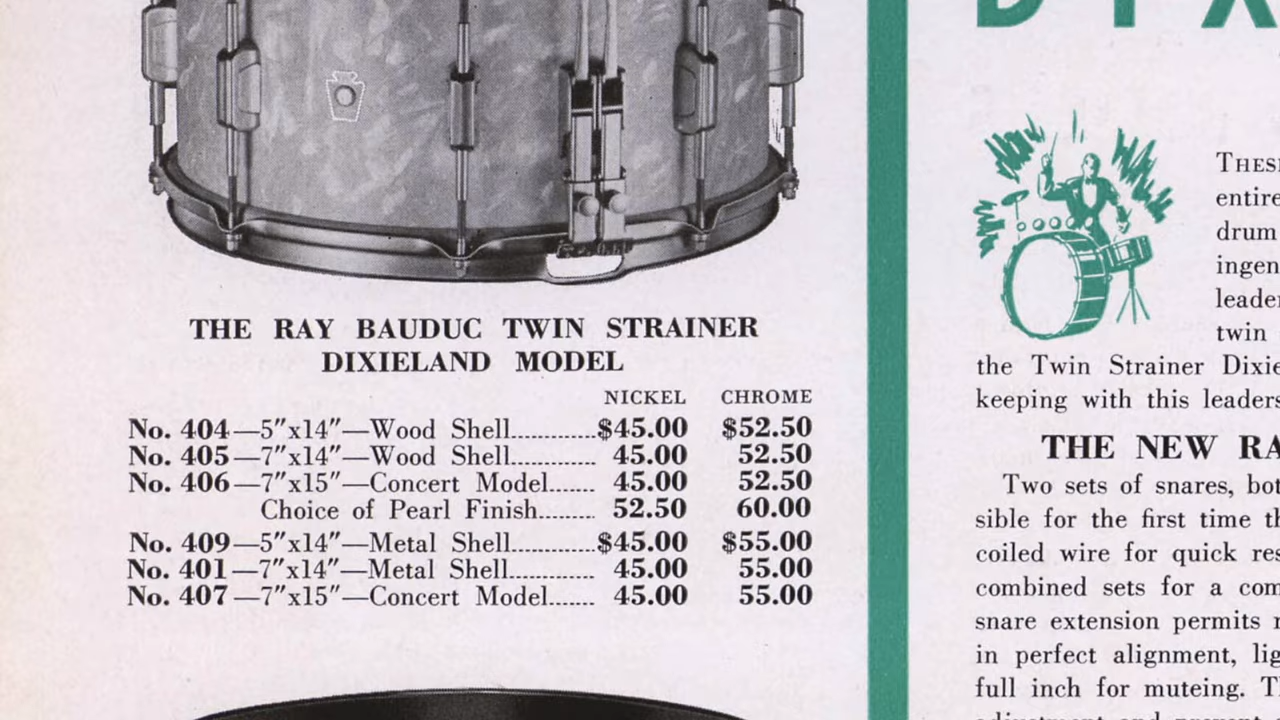 THE RAY BAUDUC TWIN STRAINER
DIXIELAND MODEL
NICKEL CHROME
No. 404—5″x14″—Wood Shell..........$45.00 $52.50
No. 405—7″x14″—Wood Shell.......... 45.00 52.50
No. 406—7″x15″—Concert Model...... 45.00 52.50
Choice of Pearl Finish........ 52.50 60.00
No. 409—5″x14″—Metal Shell..........$45.00 $55.00
No. 401—7″x14″—Metal Shell.......... 45.00 55.00
No. 407—7″x15″—Concert Model...... 45.00 55.00
THESE
entire
drum
ingen
leader
twin
the Twin Strainer Dixie
keeping with this leaders
THE NEW RA
Two sets of snares, bot
sible for the first time th
coiled wire for quick res
combined sets for a com
snare extension permits
in perfect alignment, lig
full inch for muteing. Th